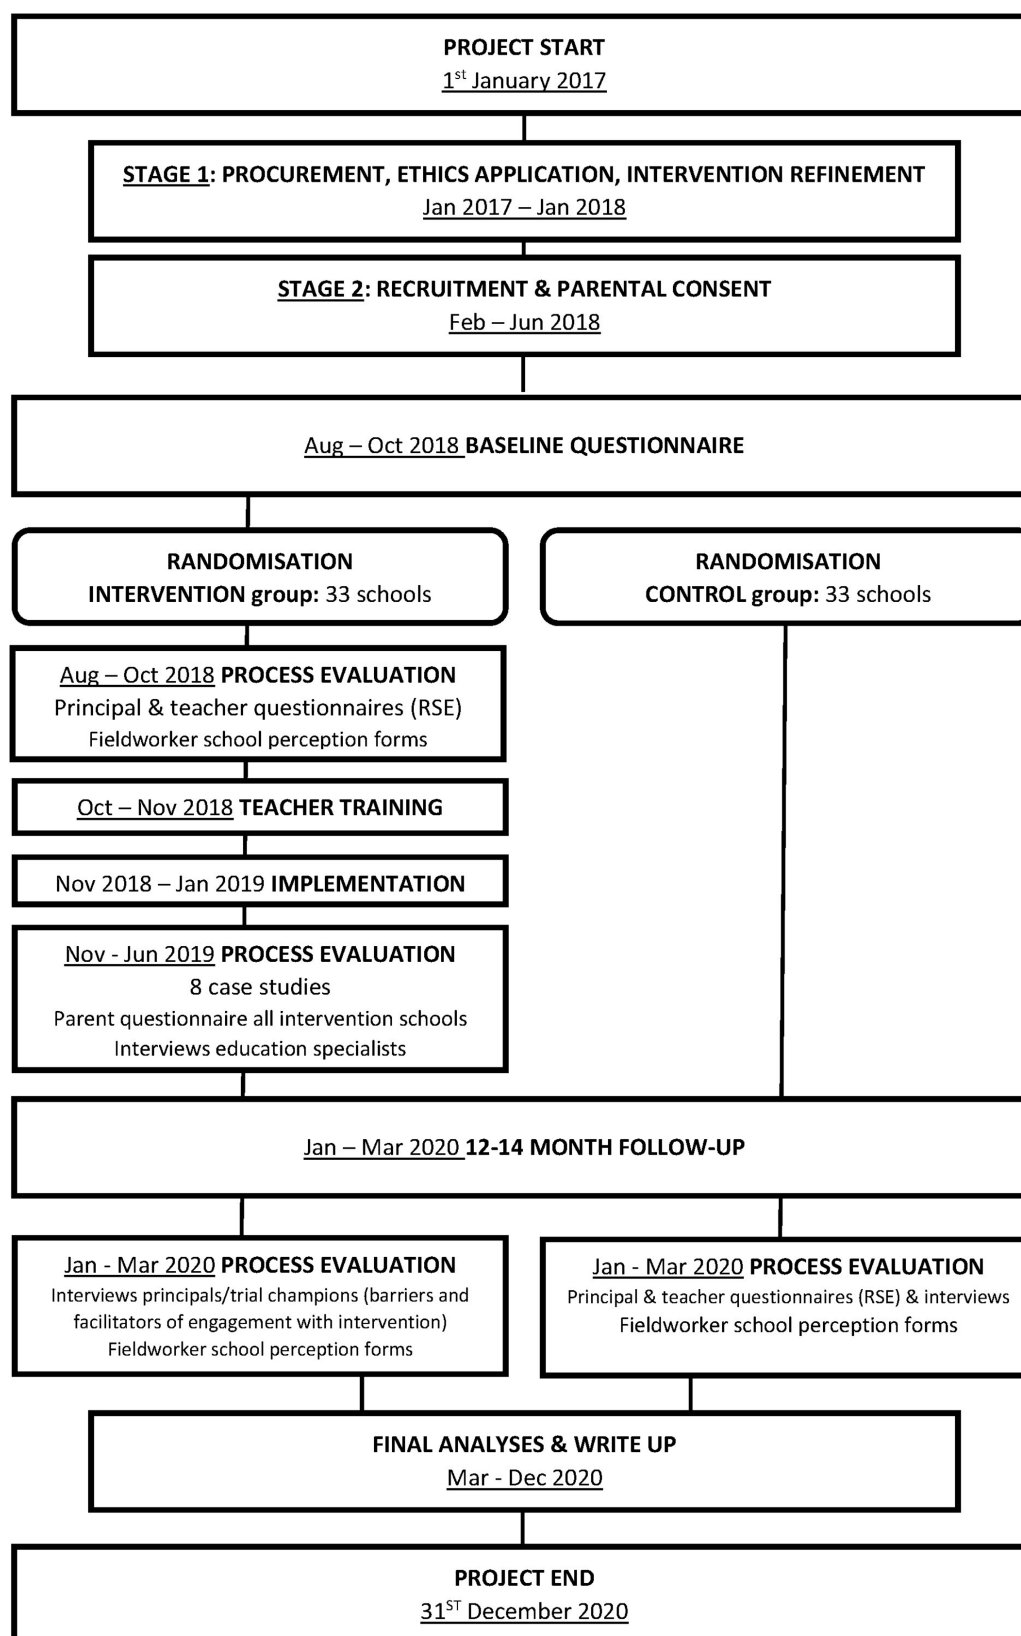 PROJECT START
1st January 2017
STAGE 1: PROCUREMENT, ETHICS APPLICATION, INTERVENTION REFINEMENT
Jan 2017 – Jan 2018
STAGE 2: RECRUITMENT & PARENTAL CONSENT
Feb – Jun 2018
Aug – Oct 2018 BASELINE QUESTIONNAIRE
RANDOMISATION
INTERVENTION group: 33 schools
RANDOMISATION
CONTROL group: 33 schools
Aug – Oct 2018 PROCESS EVALUATION
Principal & teacher questionnaires (RSE)
Fieldworker school perception forms
Oct – Nov 2018 TEACHER TRAINING
Nov 2018 – Jan 2019 IMPLEMENTATION
Nov - Jun 2019 PROCESS EVALUATION
8 case studies
Parent questionnaire all intervention schools
Interviews education specialists
Jan – Mar 2020 12-14 MONTH FOLLOW-UP
Jan - Mar 2020 PROCESS EVALUATION
Interviews principals/trial champions (barriers and
facilitators of engagement with intervention)
Fieldworker school perception forms
Jan - Mar 2020 PROCESS EVALUATION
Principal & teacher questionnaires (RSE) & interviews
Fieldworker school perception forms
FINAL ANALYSES & WRITE UP
Mar - Dec 2020
PROJECT END
31ST December 2020